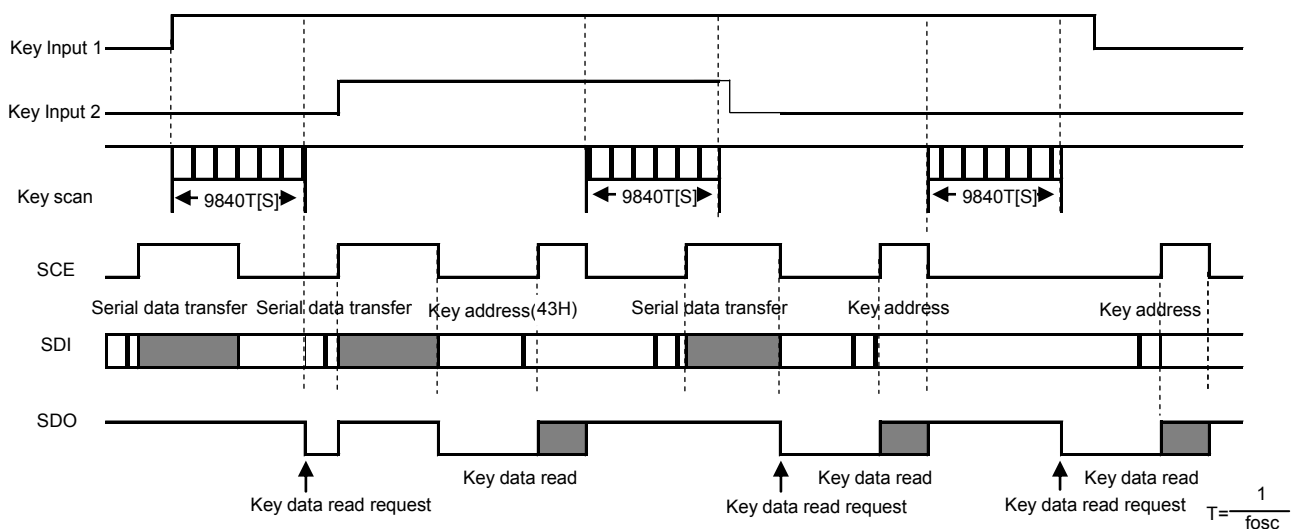 Key Input 1
Key Input 2
Key scan
9840T[S] 9840T[S] 9840T[S]
SCE
Serial data transfer Serial data transfer Key address(43H) Serial data transfer Key address Key address
SDI
SDO
Key data read Key data read Key data read
Key data read request Key data read request Key data read request
T=1/fosc